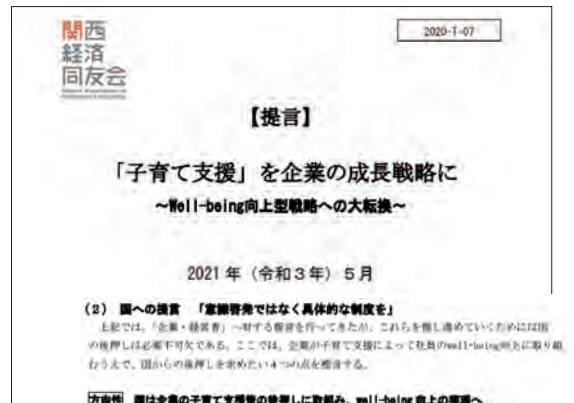 関西
経済
同友会
2020-T-07
【提言】
「子育て支援」を企業の成長戦略に
～Well-being向上型戦略への大転換～
2021年（令和3年）5月
(2) 国への提言 「意識啓発ではなく具体的な制度を」
上記では、「企業・経営者」へ対する提言を行ってきたが、これらを推し進めていくためには国
の後押しは必要不可欠である。ここでは、企業が子育て支援によって社員のwell-being向上に取り組
むうえで、国からの後押しを求めたい4つの点を提言する。
方向性 国は企業の子育て支援策の後押しに取組み、well-being向上の実現へ